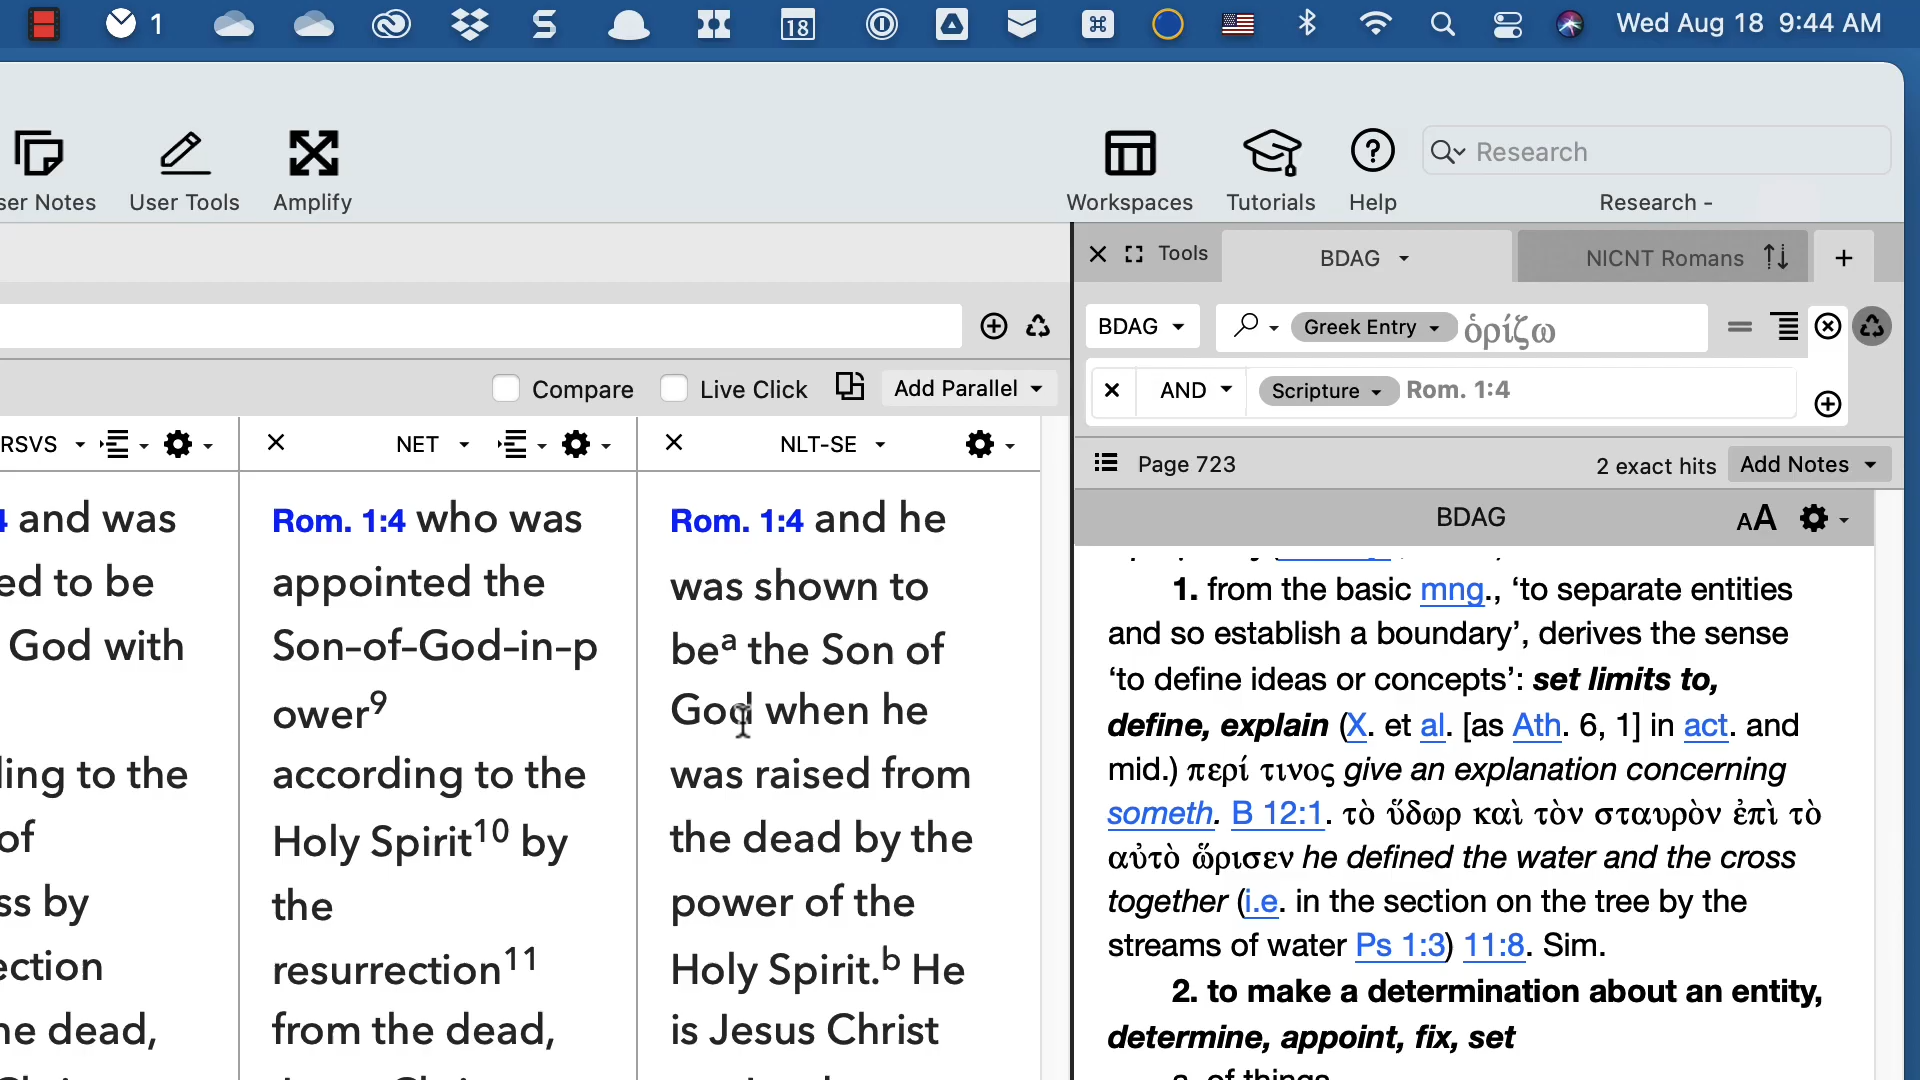 1 18 Wed Aug 18 9:44 AM
ser Notes User Tools Amplify Workspaces Tutorials Help Research
Research -
Tools BDAG NICNT Romans +
BDAG Greek Entry ὁρίζω
AND Scripture Rom. 1:4
Compare Live Click Add Parallel
RSVS NET NLT-SE
Page 723 2 exact hits Add Notes
BDAG AA
4 and was
ed to be
God with
ling to the
of
ss by
ection
he dead,
Rom. 1:4 who was
appointed the
Son-of-God-in-p
ower9
according to the
Holy Spirit10 by
the
resurrection11
from the dead,
Rom. 1:4 and he
was shown to
bea the Son of
God when he
was raised from
the dead by the
power of the
Holy Spirit.b He
is Jesus Christ
1. from the basic mng., ‘to separate entities
and so establish a boundary’, derives the sense
‘to define ideas or concepts’: set limits to,
define, explain (X. et al. [as Ath. 6, 1] in act. and
mid.) περί τινος give an explanation concerning
someth. B 12:1. τὸ ὕδωρ καὶ τὸν σταυρὸν ἐπὶ τὸ
αὐτὸ ὥρισεν he defined the water and the cross
together (i.e. in the section on the tree by the
streams of water Ps 1:3) 11:8. Sim.
2. to make a determination about an entity,
determine, appoint, fix, set
a. of things